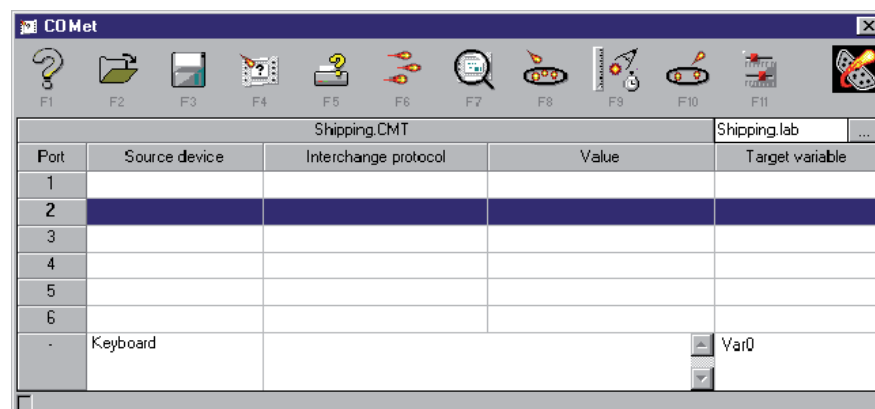 COMet
F1 F2 F3 F4 F5 F6 F7 F8 F9 F10 F11
Shipping.CMT Shipping.lab ...
Port Source device Interchange protocol Value Target variable
1
2
3
4
5
6
- Keyboard Var0